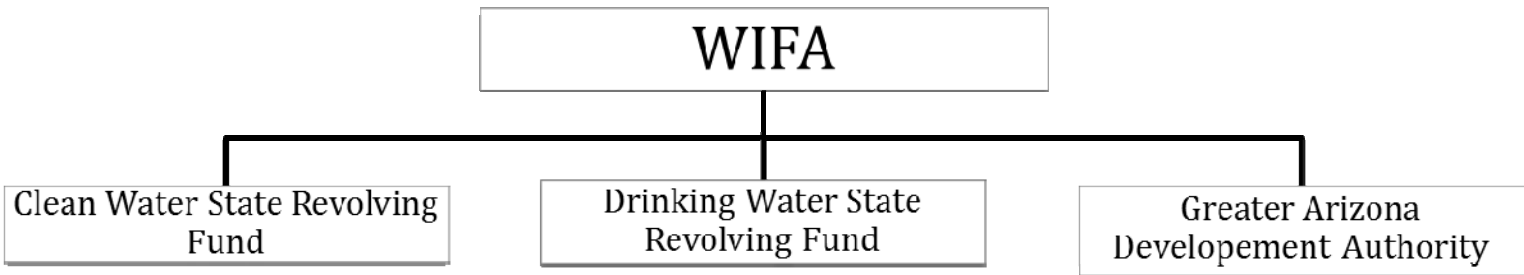 WIFA
Clean Water State Revolving
Fund
Drinking Water State
Revolving Fund
Greater Arizona
Developement Authority